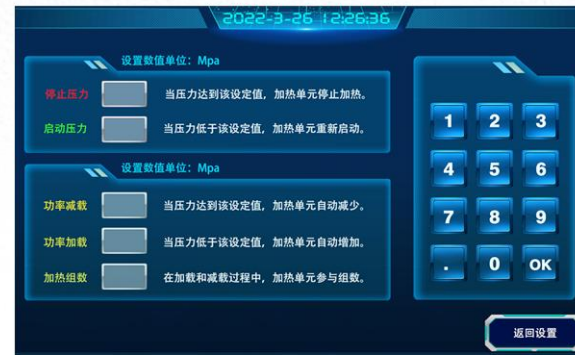 2022-3-26 12:26:36
设置数值单位：Mpa
停止压力 当压力达到该设定值，加热单元停止加热。
启动压力 当压力低于该设定值，加热单元重新启动。
设置数值单位：Mpa
功率减载 当压力达到该设定值，加热单元自动减少。
功率加载 当压力低于该设定值，加热单元自动增加。
加热组数 在加载和减载过程中，加热单元参与组数。
1 2 3
4 5 6
7 8 9
. 0 OK
返回设置